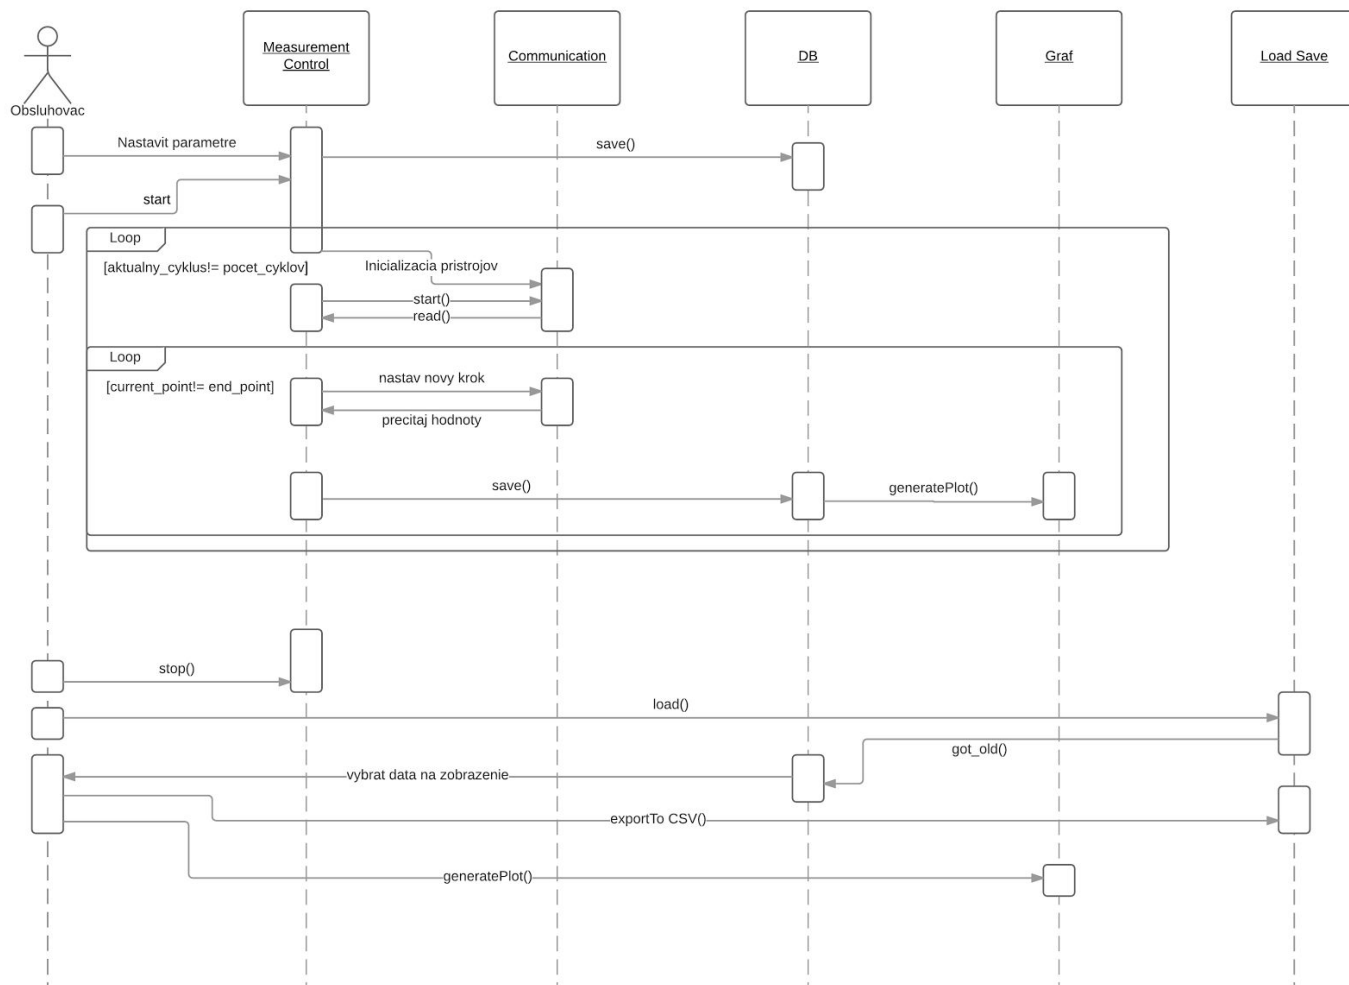 Measurement
Control
Communication
DB
Graf
Load Save
Obsluhovac
Nastavit parametre
save()
start
Loop
[aktualny_cyklus!= pocet_cyklov]
Inicializacia pristrojov
start()
read()
Loop
[current_point!= end_point]
nastav novy krok
precitaj hodnoty
save()
generatePlot()
stop()
load()
got_old()
vybrat data na zobrazenie
exportTo CSV()
generatePlot()